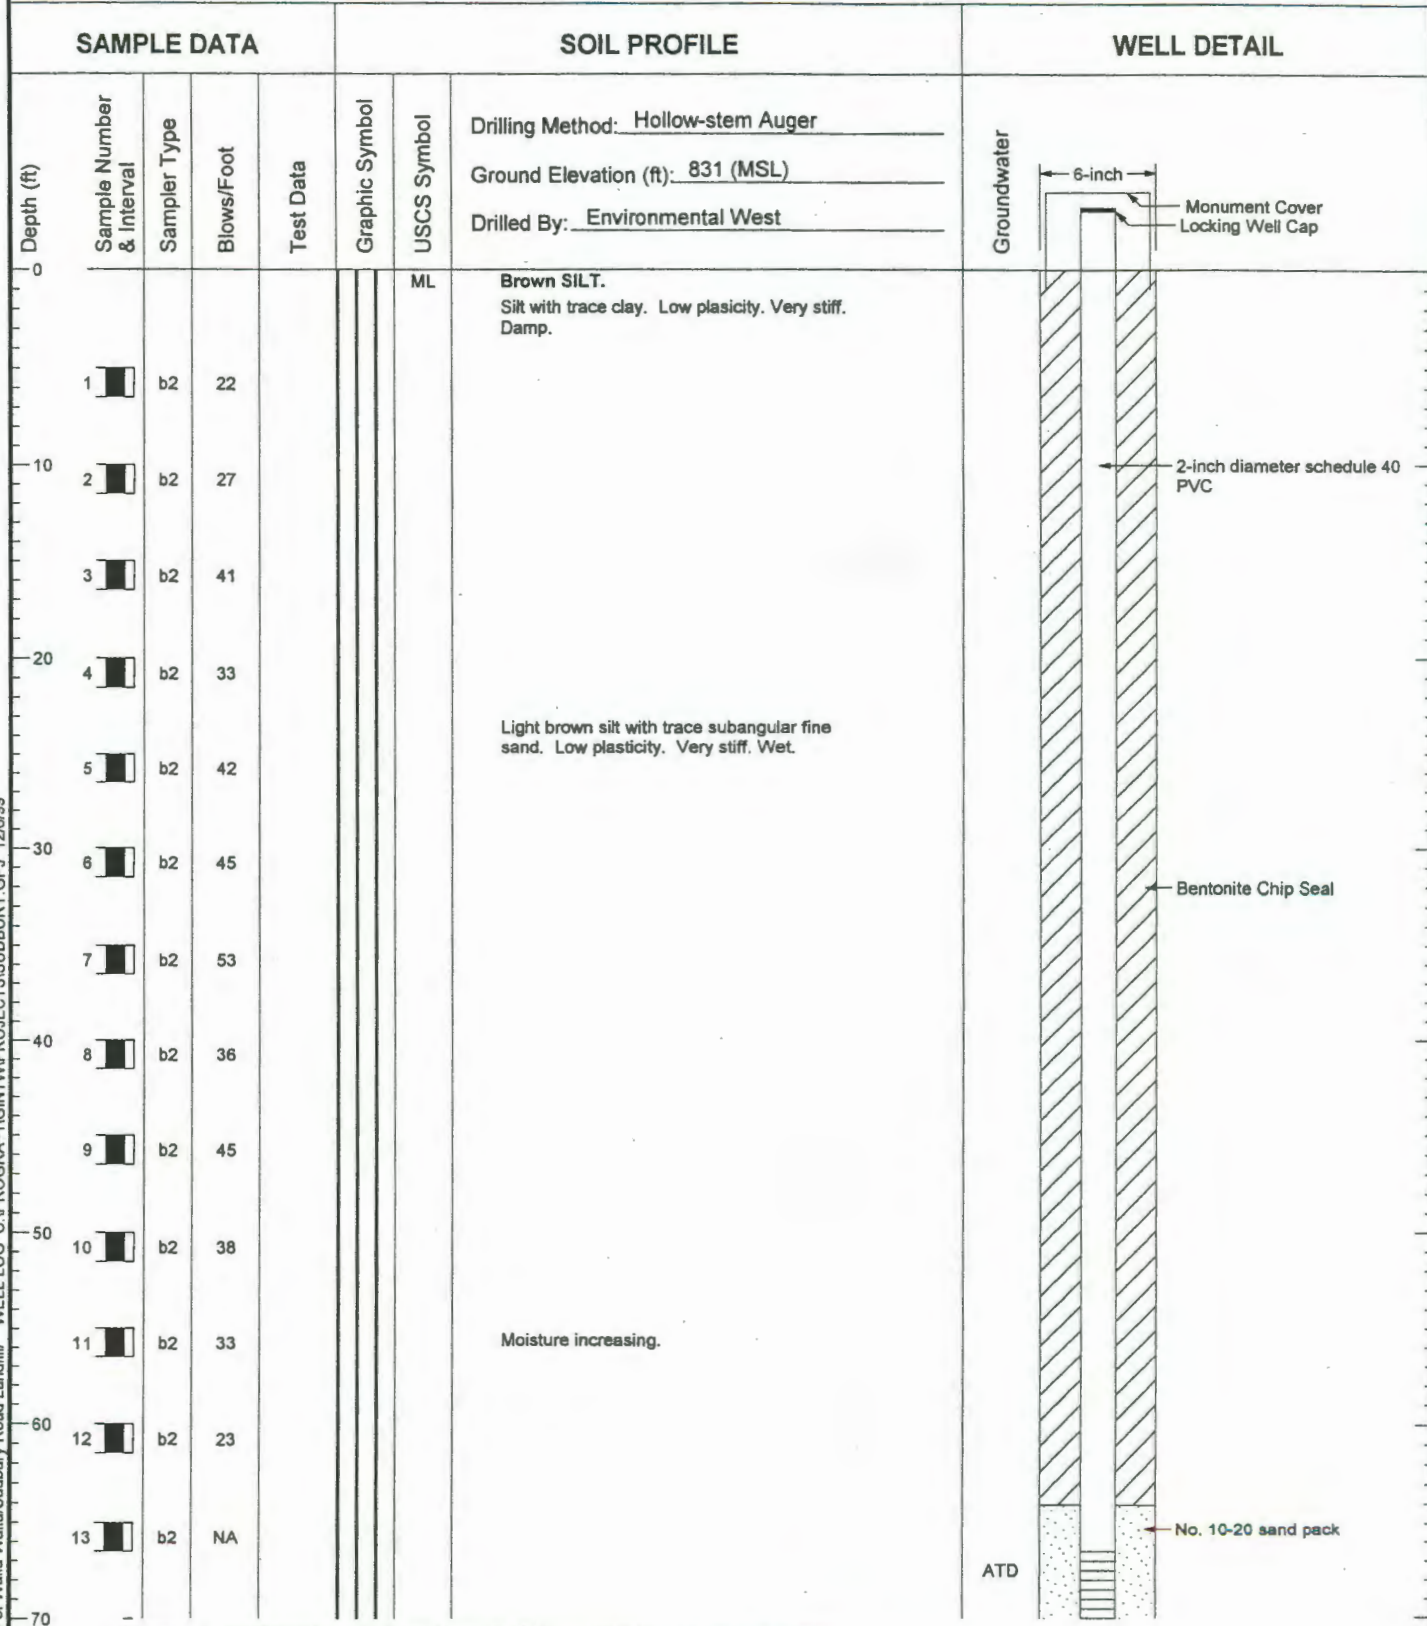 SAMPLE DATA
SOIL PROFILE
WELL DETAIL
Depth (ft)
Sample Number
& Interval
Sampler Type
Blows/Foot
Test Data
Graphic Symbol
USCS Symbol
Drilling Method: Hollow-stem Auger
Ground Elevation (ft): 831 (MSL)
Drilled By: Environmental West
Groundwater
6-inch
Monument Cover
Locking Well Cap
0
ML
Brown SILT.
Silt with trace clay. Low plasicity. Very stiff.
Damp.
1 b2 22
10
2 b2 27
2-inch diameter schedule 40
PVC
3 b2 41
20
4 b2 33
Light brown silt with trace subangular fine
sand. Low plasticity. Very stiff. Wet.
5 b2 42
30
6 b2 45
Bentonite Chip Seal
7 b2 53
40
8 b2 36
9 b2 45
50
10 b2 38
11 b2 33
Moisture increasing.
60
12 b2 23
13 b2 NA
No. 10-20 sand pack
ATD
70